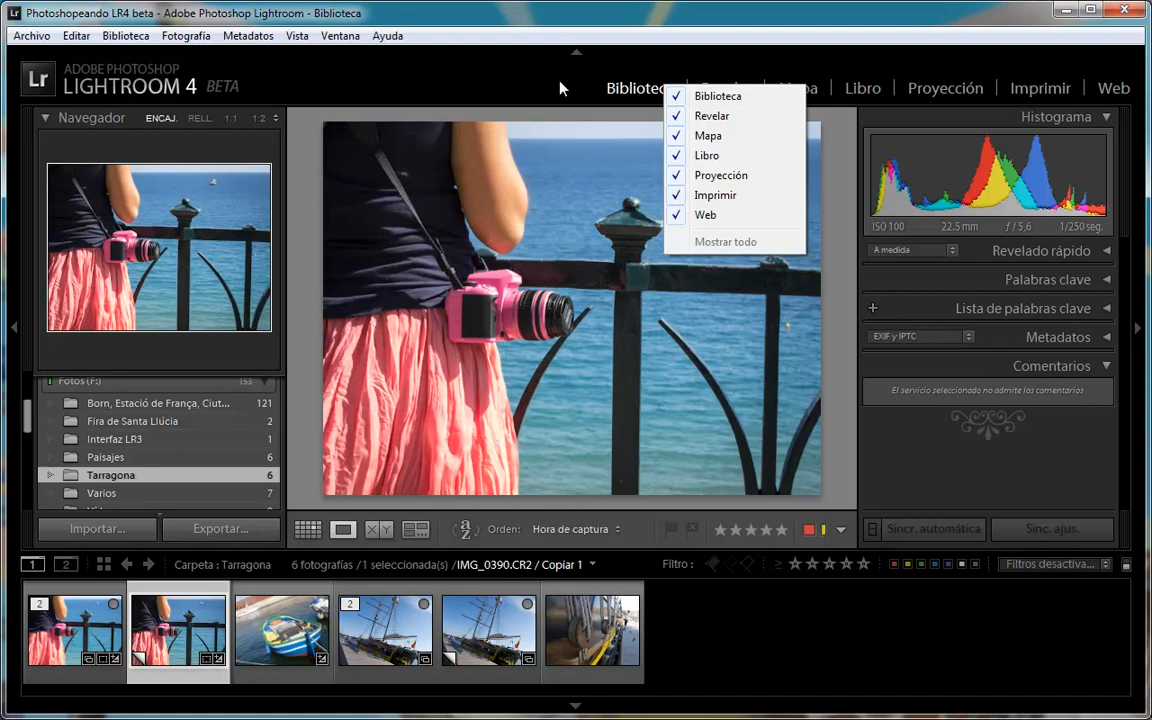 Photoshopeando LR4 beta - Adobe Photoshop Lightroom - Biblioteca
Archivo Editar Biblioteca Fotografía Metadatos Vista Ventana Ayuda
Lr ADOBE PHOTOSHOP
LIGHTROOM 4 BETA
Libro Proyección Imprimir Web
Biblioteca
Revelar
Mapa
Libro
Proyección
Imprimir
Web
Mostrar todo
Navegador ENCAJ. RELL. 1:1 1:2
Fotos (F:) 153
Born, Estació de França, Ciut... 121
Fira de Santa Llúcia 2
Interfaz LR3 1
Paisajes 6
Tarragona 6
Varios 7
Importar... Exportar...
Histograma
ISO 100 22.5 mm f / 5,6 1/250 seg.
A medida Revelado rápido
Palabras clave
Lista de palabras clave
EXIF y IPTC Metadatos
Comentarios
El servicio seleccionado no admite los comentarios
X Y Orden: Hora de captura
Sincr. automática Sinc. ajus.
1 2 Carpeta : Tarragona 6 fotografías /1 seleccionada(s) /IMG_0390.CR2 / Copiar 1 Filtro : Filtros desactiva...
2 2